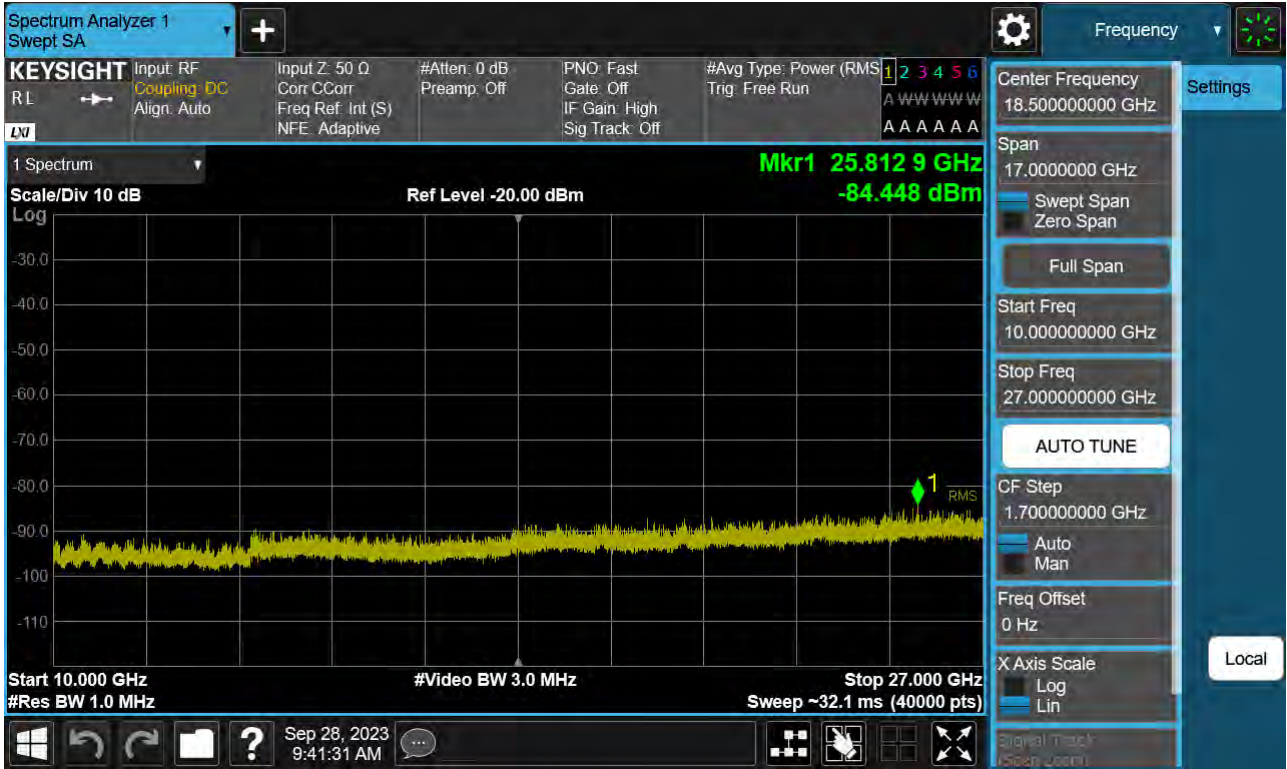 Spectrum Analyzer 1
Swept SA
Frequency
KEYSIGHT
R L
LXI
Input: RF
Coupling: DC
Align: Auto
Input Z: 50 Ω
Corr CCorr
Freq Ref: Int (S)
NFE: Adaptive
#Atten: 0 dB
Preamp: Off
PNO: Fast
Gate: Off
IF Gain: High
Sig Track: Off
#Avg Type: Power (RMS
Trig: Free Run
1 2 3 4 5 6
A W W W W W
A A A A A A
1 Spectrum
Scale/Div 10 dB
Log
Ref Level -20.00 dBm
Mkr1 25.812 9 GHz
-84.448 dBm
-30.0
-40.0
-50.0
-60.0
-70.0
-80.0
-90.0
-100
-110
1
RMS
Start 10.000 GHz
#Res BW 1.0 MHz
#Video BW 3.0 MHz
Stop 27.000 GHz
Sweep ~32.1 ms (40000 pts)
Center Frequency
18.500000000 GHz
Span
17.0000000 GHz
Swept Span
Zero Span
Full Span
Start Freq
10.000000000 GHz
Stop Freq
27.000000000 GHz
AUTO TUNE
CF Step
1.700000000 GHz
Auto
Man
Freq Offset
0 Hz
X Axis Scale
Log
Lin
Signal Track
(Span Zoom)
Settings
Local
?
Sep 28, 2023
9:41:31 AM